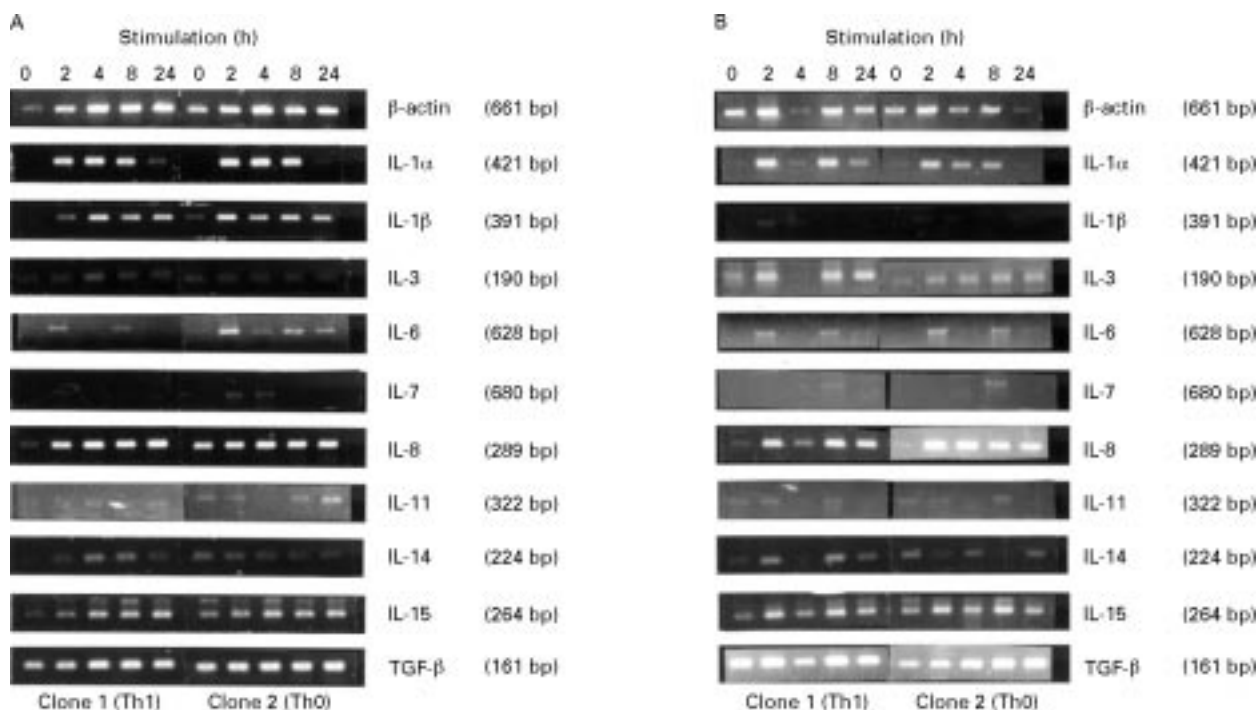 A
Stimulation (h)
0 2 4 8 24 0 2 4 8 24
β-actin (661 bp)
IL-1α (421 bp)
IL-1β (391 bp)
IL-3 (190 bp)
IL-6 (628 bp)
IL-7 (680 bp)
IL-8 (289 bp)
IL-11 (322 bp)
IL-14 (224 bp)
IL-15 (264 bp)
TGF-β (161 bp)
Clone 1 (Th1) Clone 2 (Th0)
B
Stimulation (h)
0 2 4 8 24 0 2 4 8 24
β-actin (661 bp)
IL-1α (421 bp)
IL-1β (391 bp)
IL-3 (190 bp)
IL-6 (628 bp)
IL-7 (680 bp)
IL-8 (289 bp)
IL-11 (322 bp)
IL-14 (224 bp)
IL-15 (264 bp)
TGF-β (161 bp)
Clone 1 (Th1) Clone 2 (Th0)